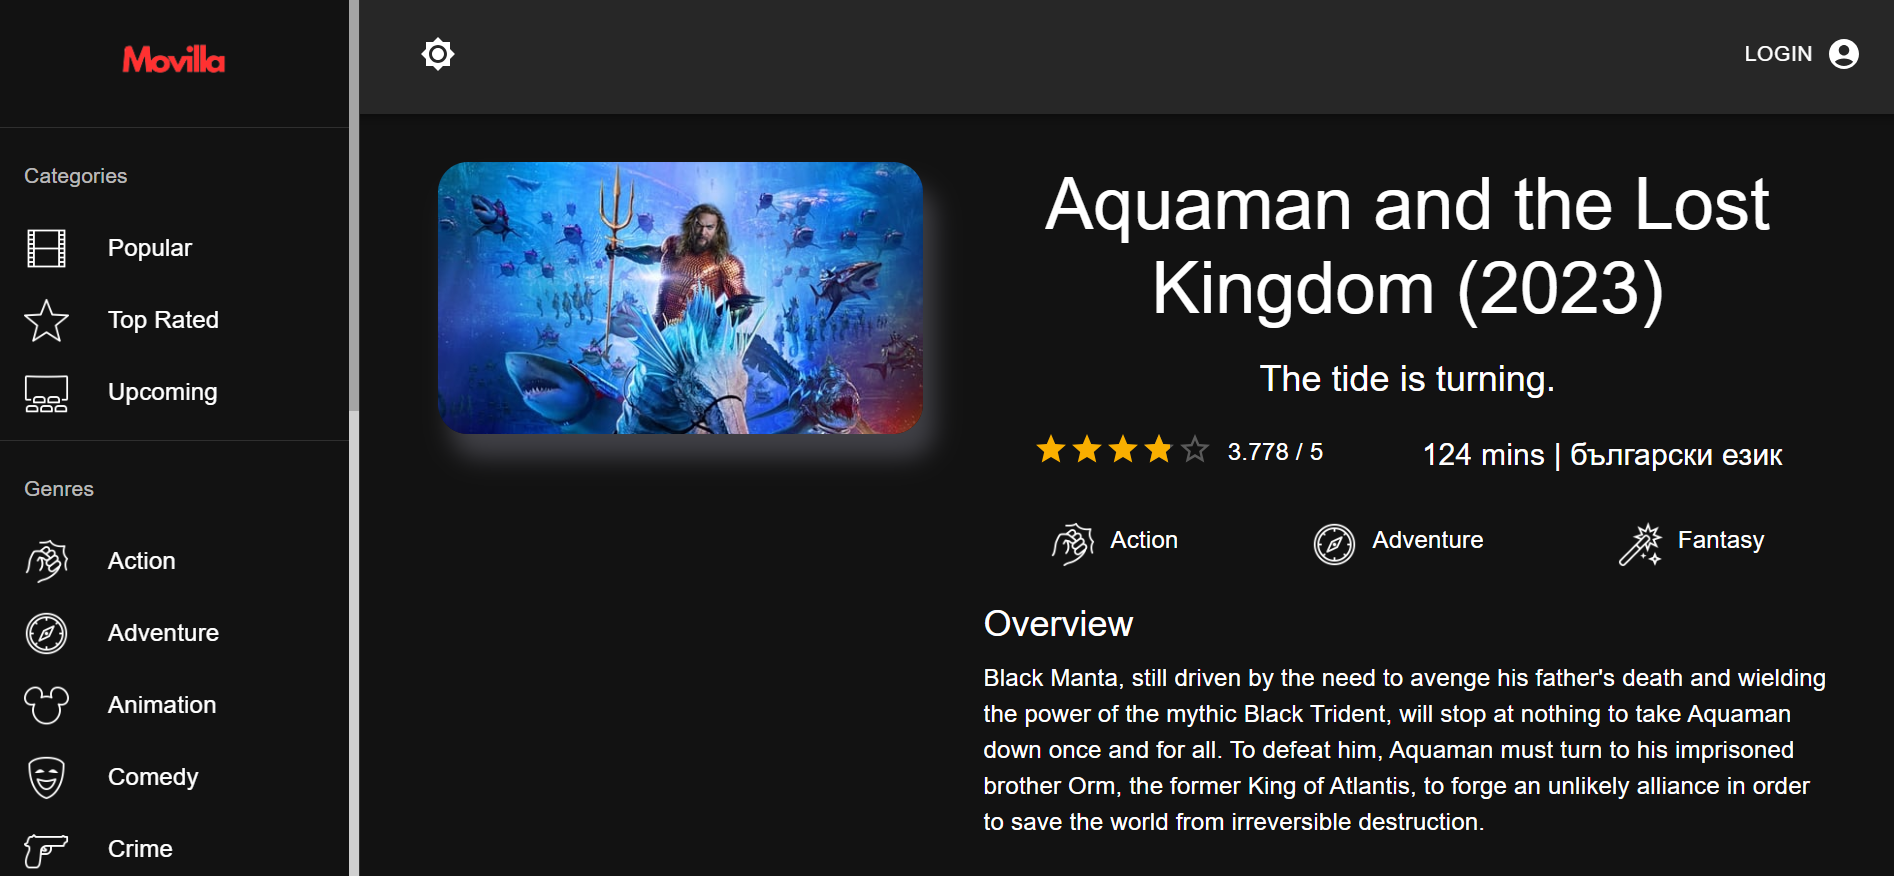 Movilla
LOGIN
Categories
Popular
Top Rated
Upcoming
Genres
Action
Adventure
Animation
Comedy
Crime
Aquaman and the Lost
Kingdom (2023)
The tide is turning.
3.778 / 5
124 mins | български език
Action
Adventure
Fantasy
Overview
Black Manta, still driven by the need to avenge his father's death and wielding
the power of the mythic Black Trident, will stop at nothing to take Aquaman
down once and for all. To defeat him, Aquaman must turn to his imprisoned
brother Orm, the former King of Atlantis, to forge an unlikely alliance in order
to save the world from irreversible destruction.